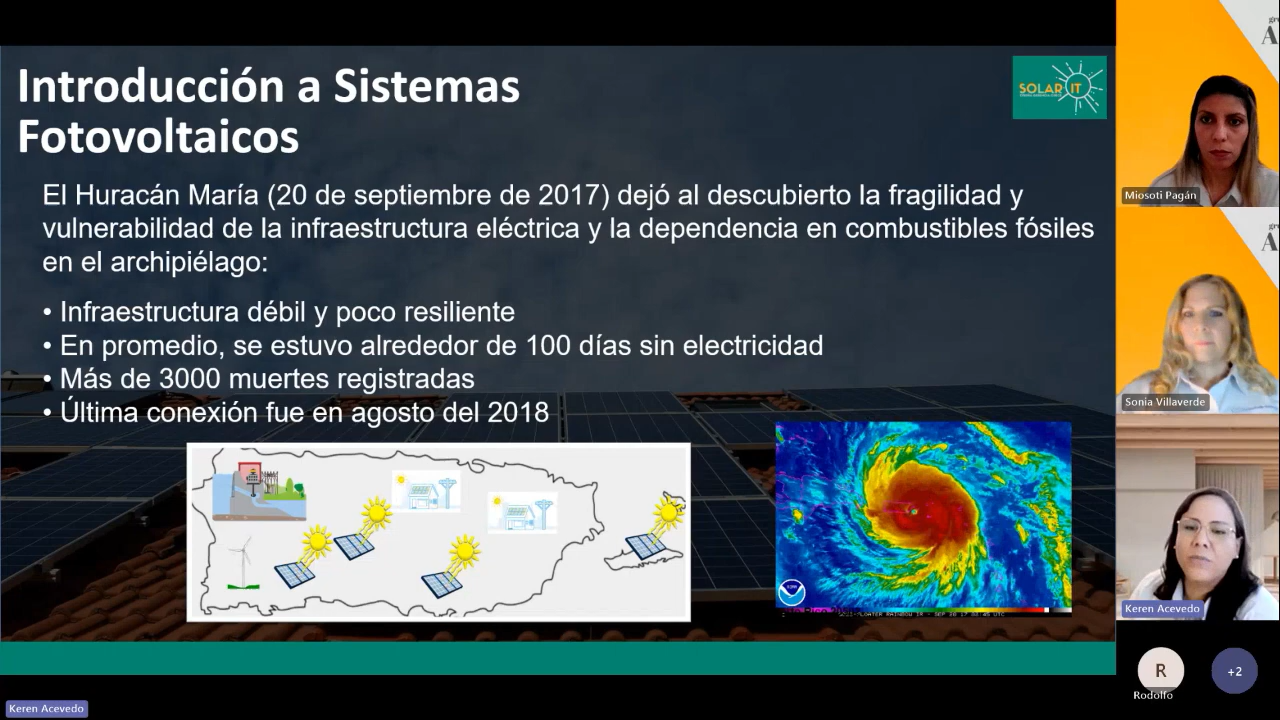 Introducción a Sistemas
Fotovoltaicos
SOLAR IT
El Huracán María (20 de septiembre de 2017) dejó al descubierto la fragilidad y
vulnerabilidad de la infraestructura eléctrica y la dependencia en combustibles fósiles
en el archipiélago:
• Infraestructura débil y poco resiliente
• En promedio, se estuvo alrededor de 100 días sin electricidad
• Más de 3000 muertes registradas
• Última conexión fue en agosto del 2018
Miosoti Pagán
Sonia Villaverde
Keren Acevedo
R
+2
Rodolfo
Keren Acevedo